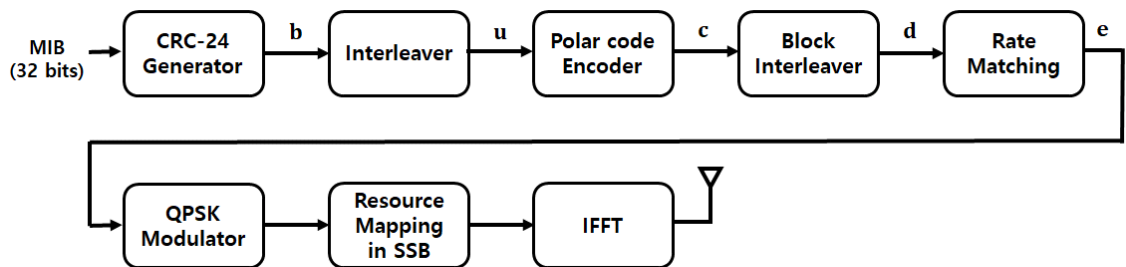 MIB
(32 bits)
CRC-24
Generator
b
Interleaver
u
Polar code
Encoder
c
Block
Interleaver
d
Rate
Matching
e
QPSK
Modulator
Resource
Mapping
in SSB
IFFT